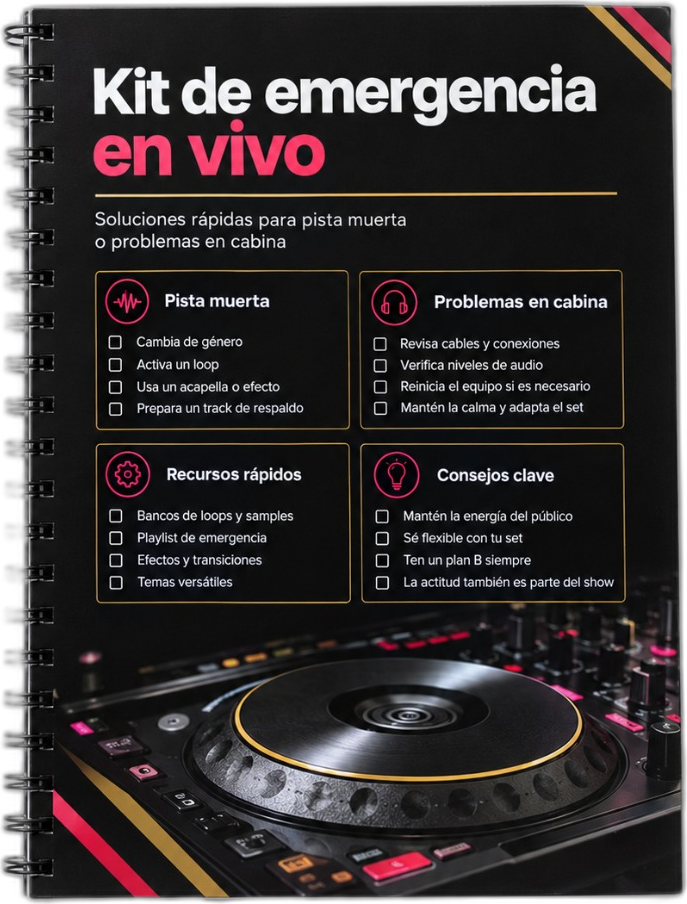 Kit de emergencia
en vivo
Soluciones rápidas para pista muerta
o problemas en cabina
Pista muerta
Cambia de género
Activa un loop
Usa un acapella o efecto
Prepara un track de respaldo
Problemas en cabina
Revisa cables y conexiones
Verifica niveles de audio
Reinicia el equipo si es necesario
Mantén la calma y adapta el set
Recursos rápidos
Bancos de loops y samples
Playlist de emergencia
Efectos y transiciones
Temas versátiles
Consejos clave
Mantén la energía del público
Sé flexible con tu set
Ten un plan B siempre
La actitud también es parte del show